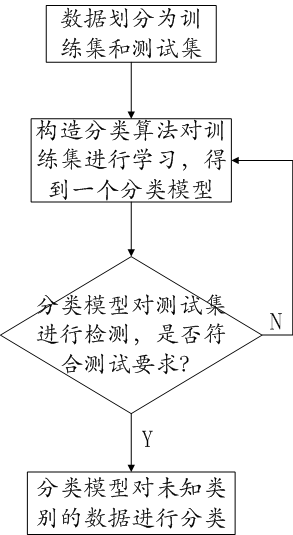 数据划分为训
练集和测试集
构造分类算法对训
练集进行学习，得
到一个分类模型
分类模型对测试集
进行检测，是否符
合测试要求?
N
Y
分类模型对未知类
别的数据进行分类